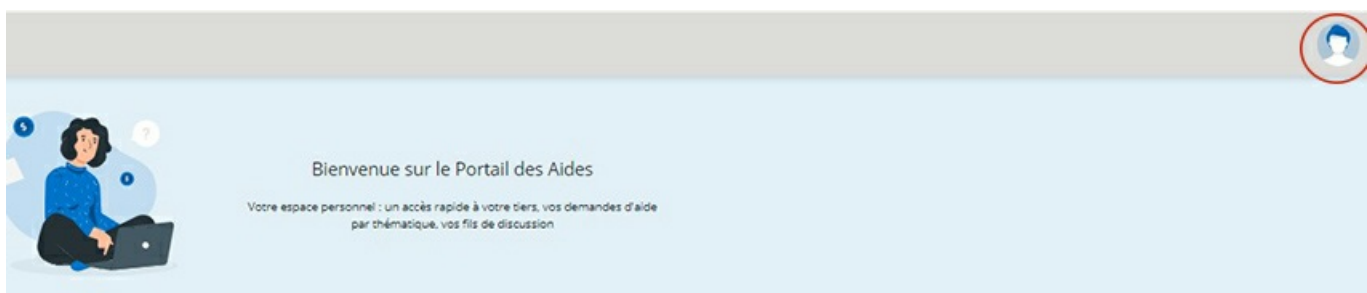 $
?
Bienvenue sur le Portail des Aides
Votre espace personnel : un accès rapide à votre tiers, vos demandes d'aide
par thématique, vos fils de discussion